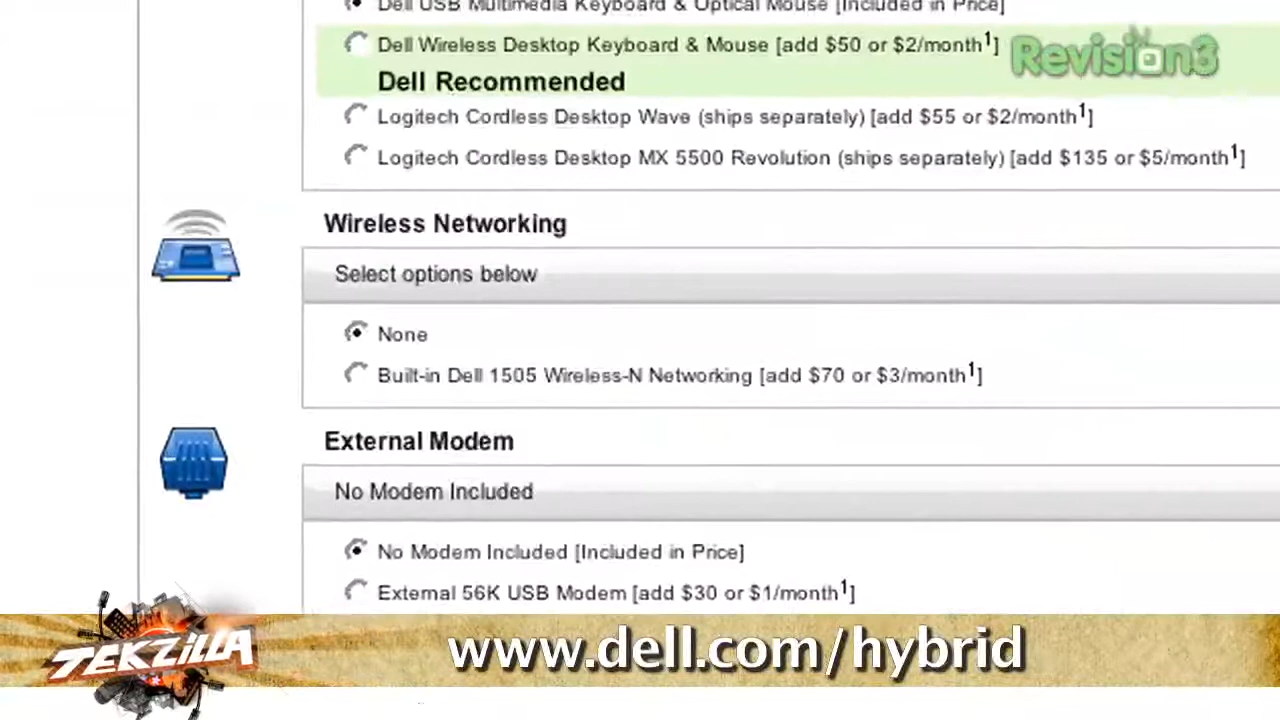 Dell USB Multimedia Keyboard & Optical Mouse [Included in Price]
Dell Wireless Desktop Keyboard & Mouse [add $50 or $2/month1]
Revision3
Dell Recommended
Logitech Cordless Desktop Wave (ships separately) [add $55 or $2/month1]
Logitech Cordless Desktop MX 5500 Revolution (ships separately) [add $135 or $5/month1]
Wireless Networking
Select options below
None
Built-in Dell 1505 Wireless-N Networking [add $70 or $3/month1]
External Modem
No Modem Included
No Modem Included [Included in Price]
External 56K USB Modem [add $30 or $1/month1]
TEKZILLA
www.dell.com/hybrid